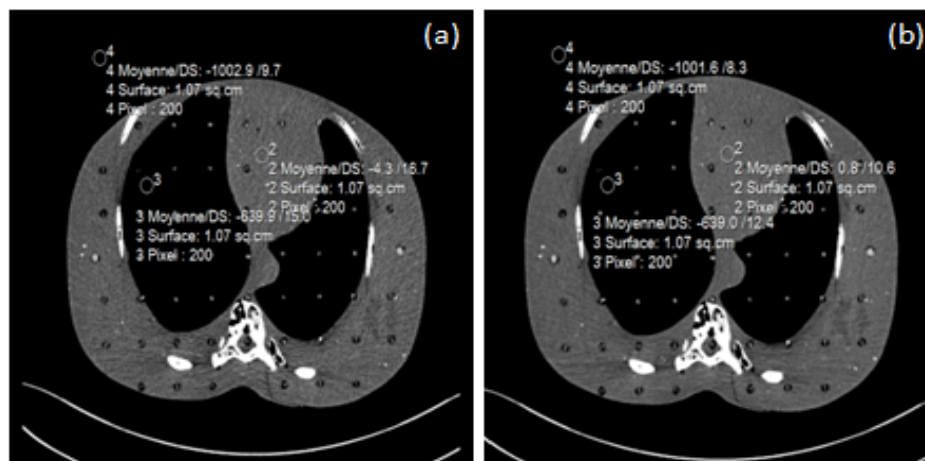 (a)
4
4 Moyenne/DS: -1002.9 /9.7
4 Surface: 1.07 sq.cm
4 Pixel : 200
2
2 Moyenne/DS: -4.3 /16.7
2 Surface: 1.07 sq.cm
2 Pixel : 200
3
3 Moyenne/DS: -639.9 /15.0
3 Surface: 1.07 sq.cm
3 Pixel : 200
(b)
4
4 Moyenne/DS: -1001.6 /8.3
4 Surface: 1.07 sq.cm
4 Pixel : 200
2
2 Moyenne/DS: 0.8 /10.6
2 Surface: 1.07 sq.cm
2 Pixel : 200
3
3 Moyenne/DS: -639.0 /12.4
3 Surface: 1.07 sq.cm
3 Pixel : 200